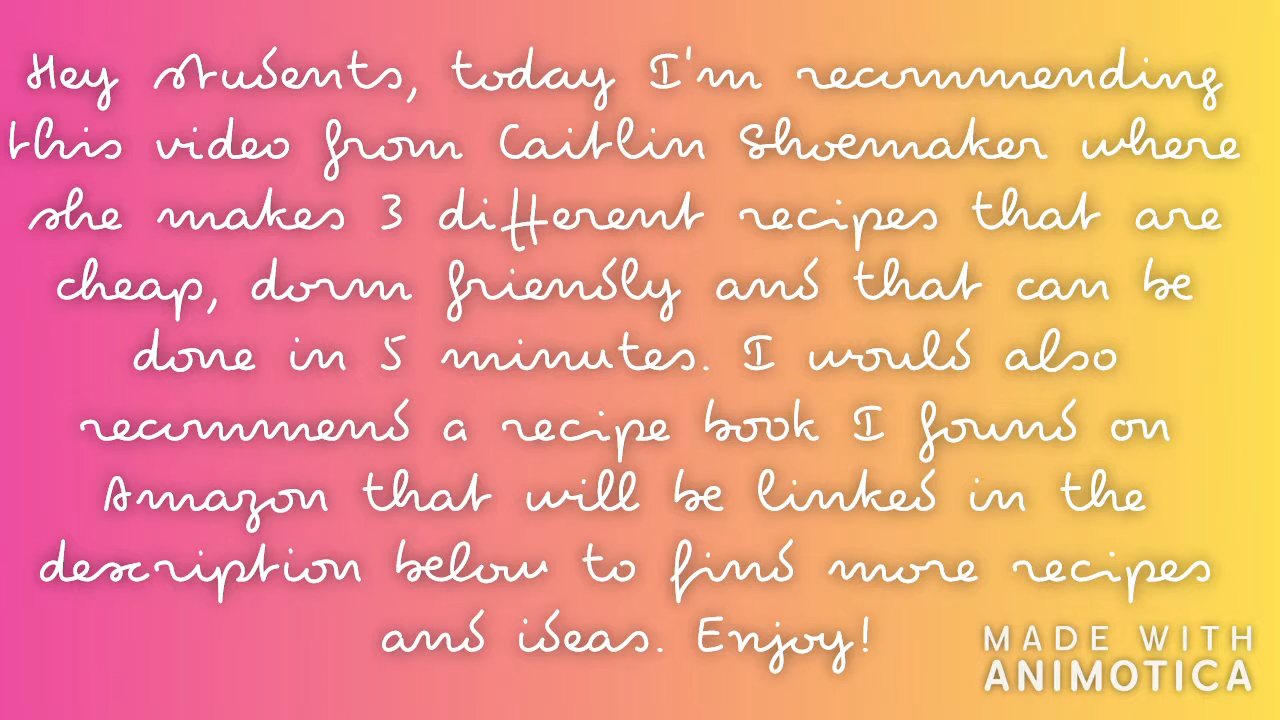 Hey students, today I'm recommending
this video from Caitlin Shoemaker where
she makes 3 different recipes that are
cheap, dorm friendly and that can be
done in 5 minutes. I would also
recommend a recipe book I found on
Amazon that will be linked in the
description below to find more recipes
and ideas. Enjoy!
MADE WITH
ANIMOTICA